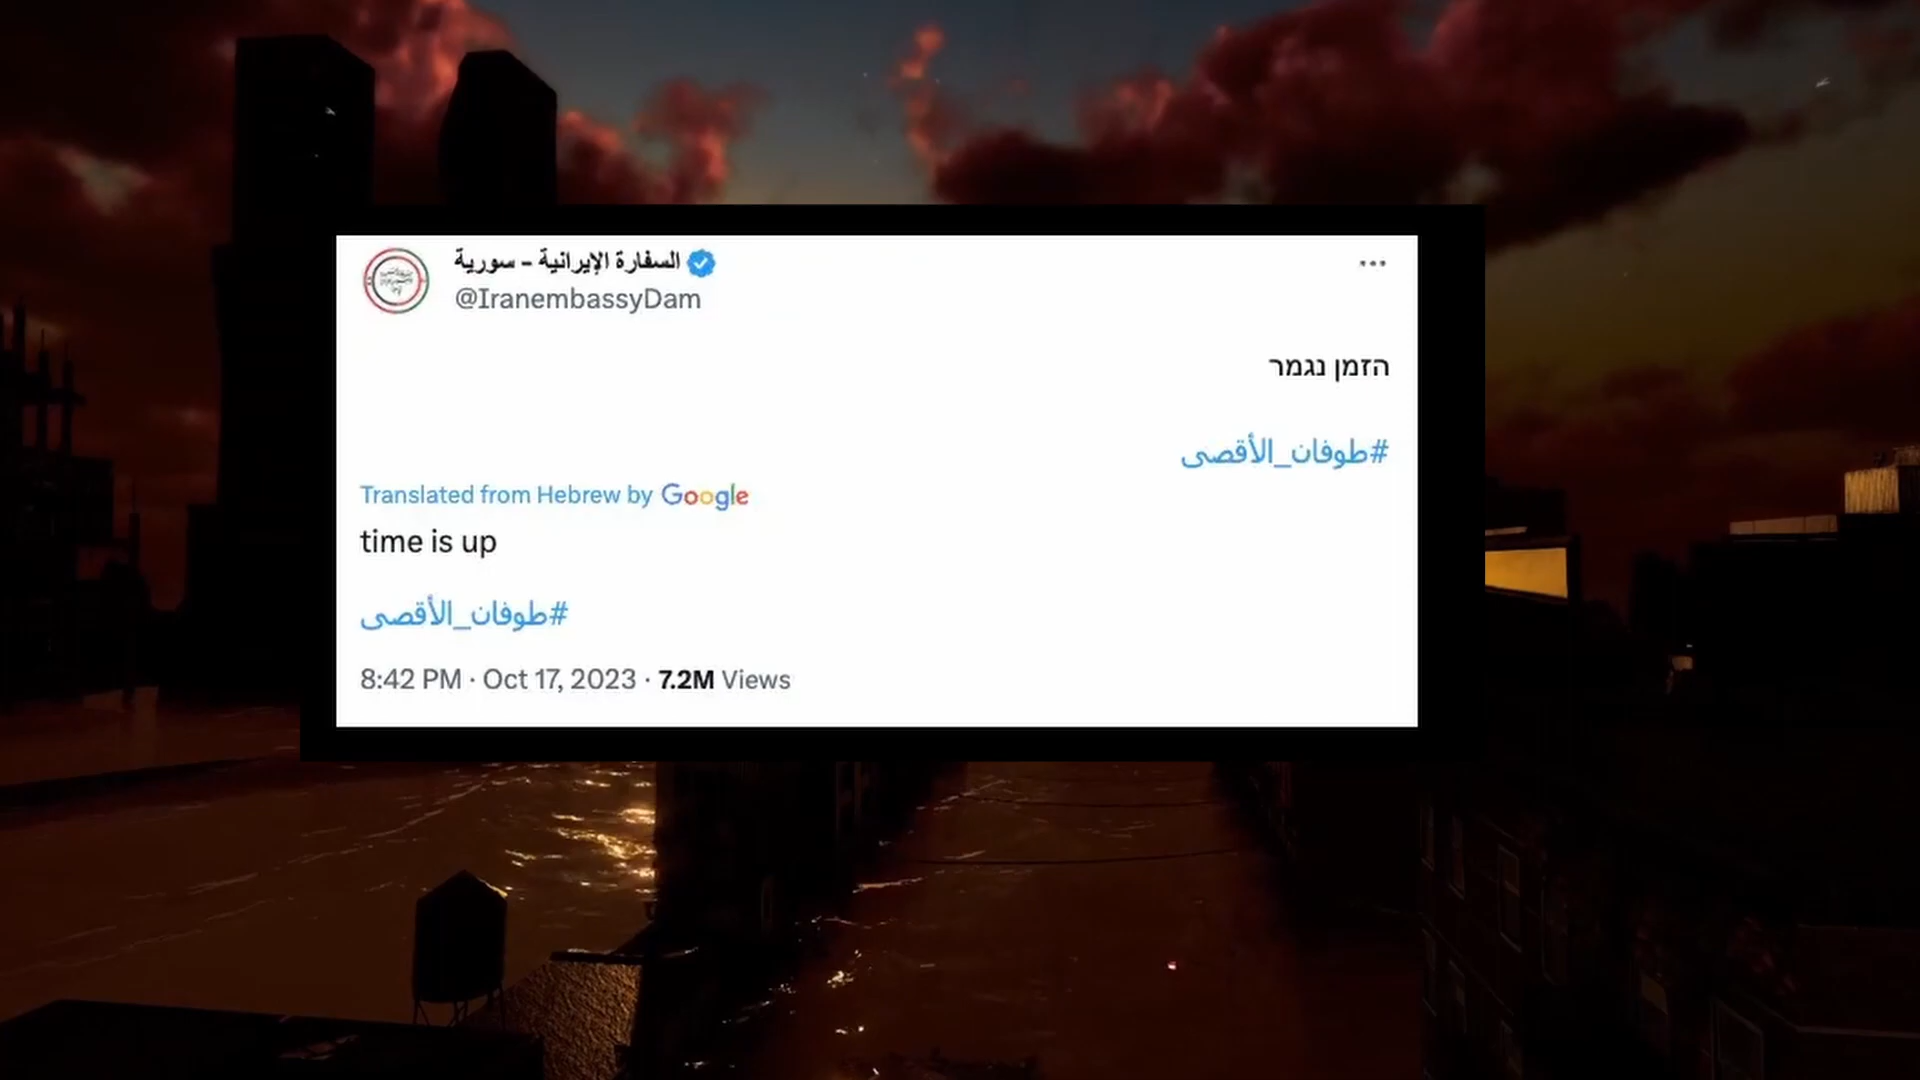 السفارة الإيرانية - سورية
@IranembassyDam
הזמן נגמר
#طوفان_الأقصى
Translated from Hebrew by Google
time is up
#طوفان_الأقصى
8:42 PM · Oct 17, 2023 · 7.2M Views